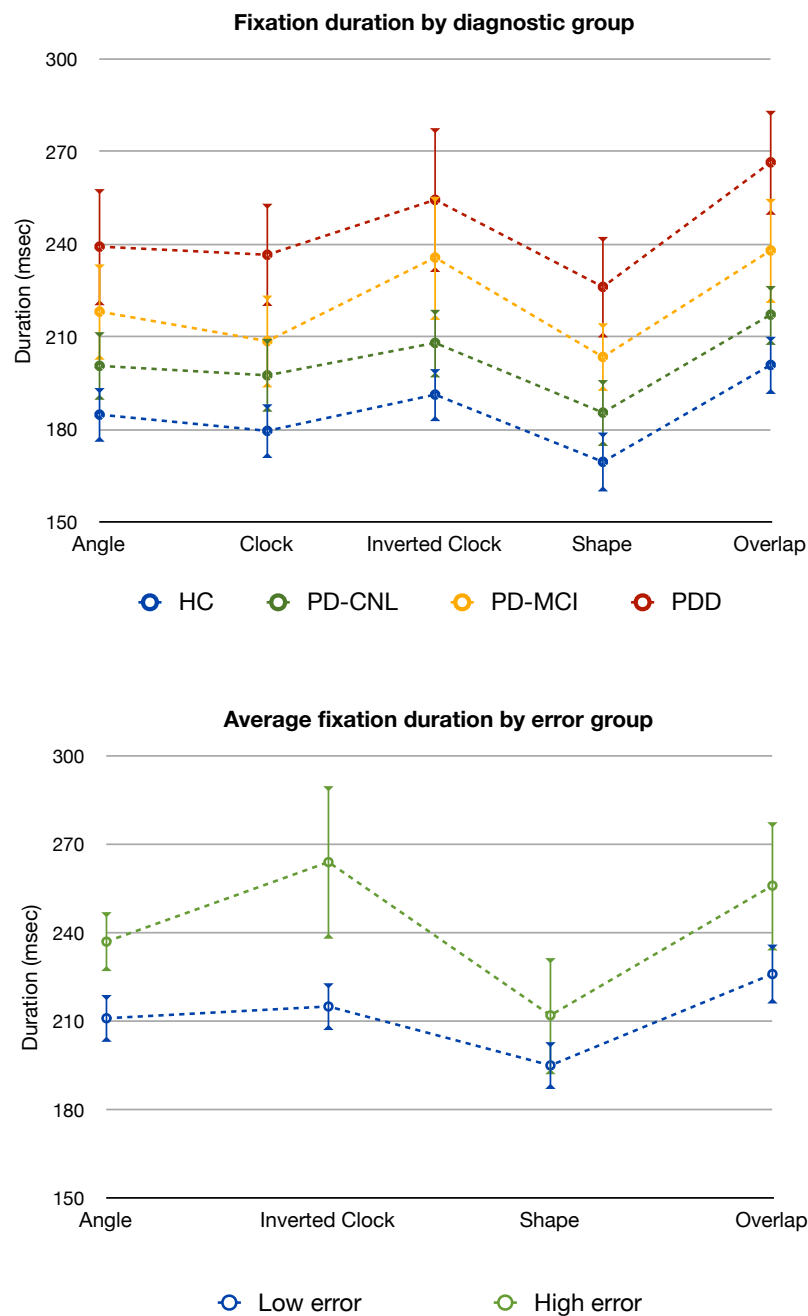 Fixation duration by diagnostic group
300
270
240
210
180
150
Duration (msec)
Angle Clock Inverted Clock Shape Overlap
HC PD-CNL PD-MCI PDD
Average fixation duration by error group
300
270
240
210
180
150
Duration (msec)
Angle Inverted Clock Shape Overlap
Low error High error